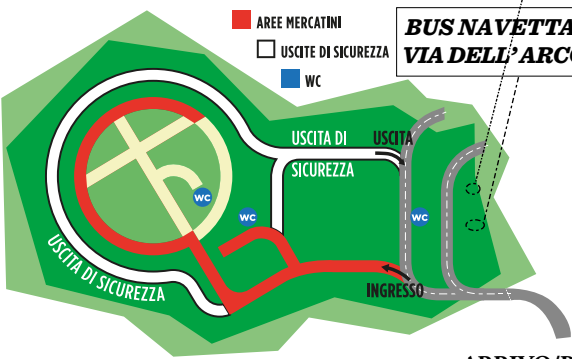 AREE MERCATINI
USCITE DI SICUREZZA
WC
BUS NAVETTA
VIA DELL' ARCO
USCITA DI
SICUREZZA
USCITA
WC
WC
WC
USCITA DI SICUREZZA
INGRESSO